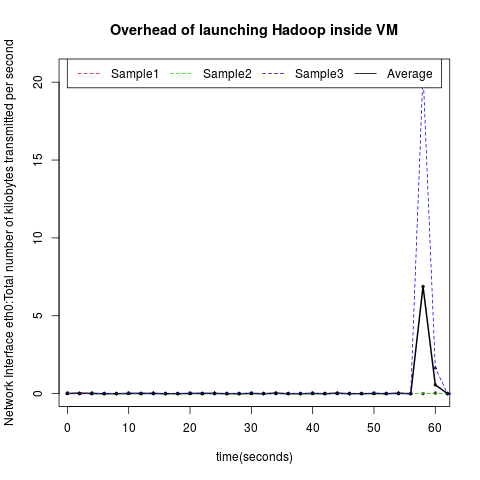 Overhead of launching Hadoop inside VM
Sample1 Sample2 Sample3 Average
Network Interface eth0:Total number of kilobytes transmitted per second
20
15
10
5
0
0 10 20 30 40 50 60
time(seconds)